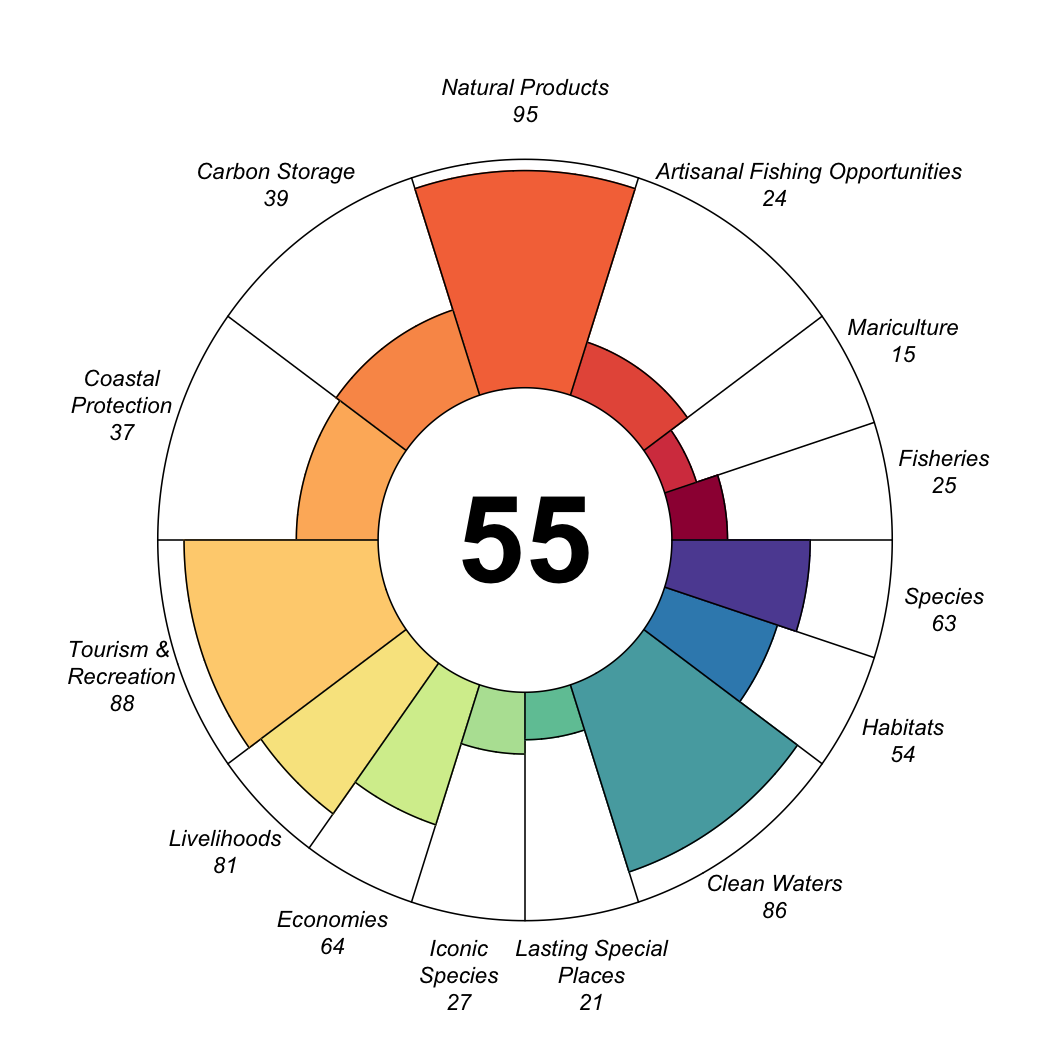 Natural Products
95
Carbon Storage
39
Artisanal Fishing Opportunities
24
Mariculture
15
Coastal
Protection
37
Fisheries
25
55
Species
63
Tourism &
Recreation
88
Habitats
54
Livelihoods
81
Clean Waters
86
Economies
64
Iconic
Species
27
Lasting Special
Places
21